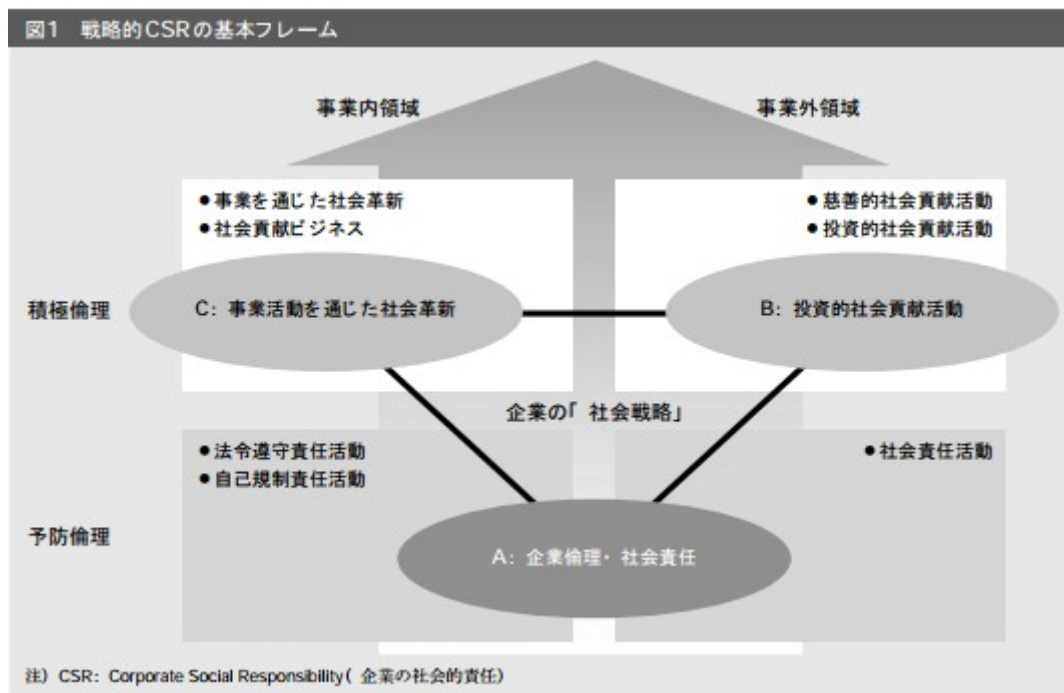 図1 戦略的CSRの基本フレーム
事業内領域
事業外領域
●事業を通じた社会革新
●社会貢献ビジネス
●慈善的社会貢献活動
●投資的社会貢献活動
積極倫理
C：事業活動を通じた社会革新
B：投資的社会貢献活動
企業の「社会戦略」
●法令遵守責任活動
●自己規制責任活動
●社会責任活動
予防倫理
A：企業倫理・社会責任
注）CSR：Corporate Social Responsibility（企業の社会的責任）